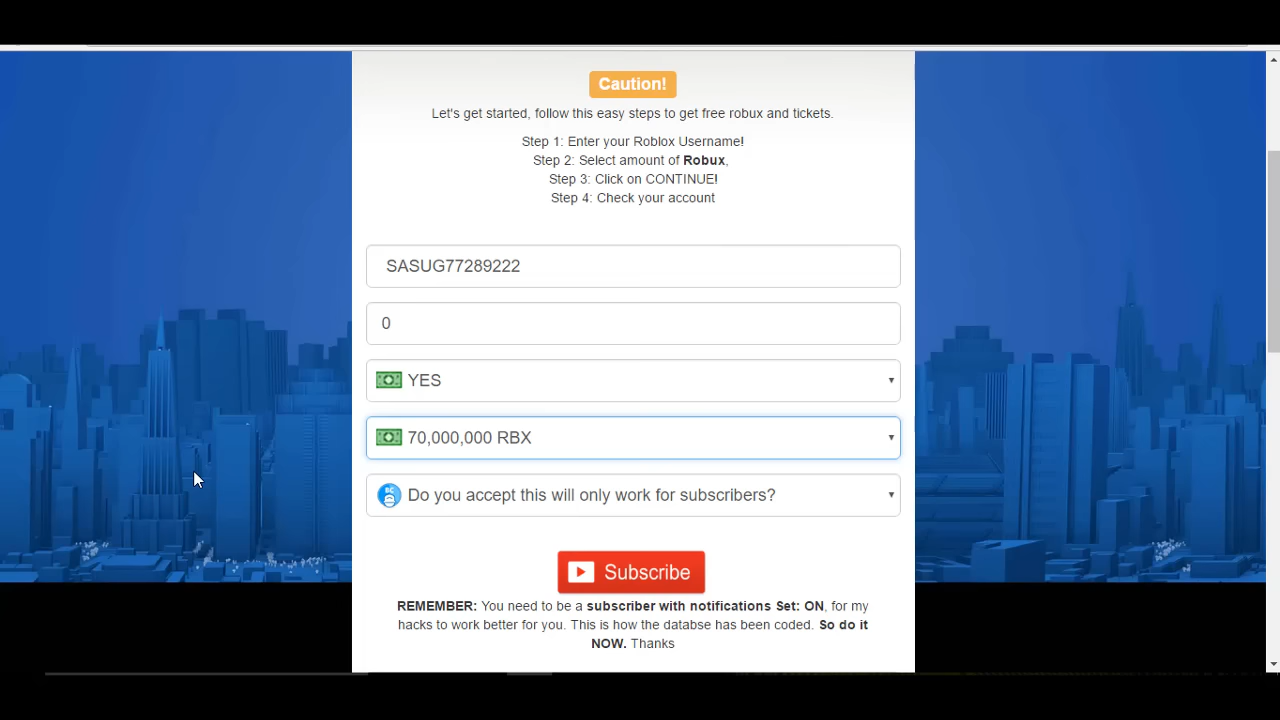 Caution!
Let's get started, follow this easy steps to get free robux and tickets.
Step 1: Enter your Roblox Username!
Step 2: Select amount of Robux,
Step 3: Click on CONTINUE!
Step 4: Check your account
SASUG77289222
0
YES
70,000,000 RBX
BC
Do you accept this will only work for subscribers?
Subscribe
REMEMBER: You need to be a subscriber with notifications Set: ON, for my
hacks to work better for you. This is how the databse has been coded. So do it
NOW. Thanks